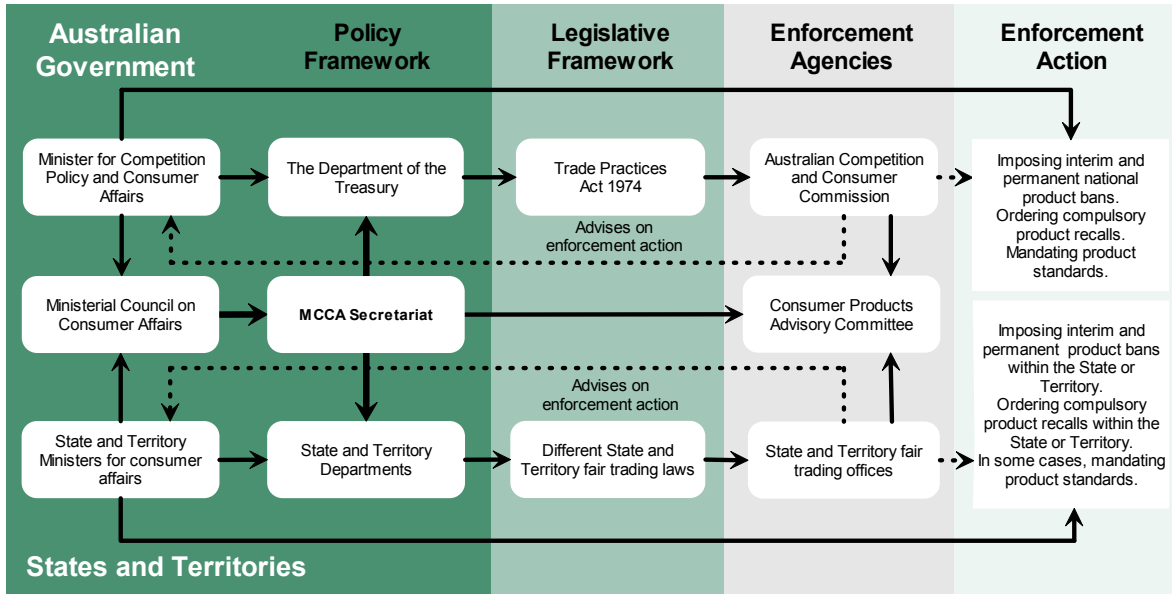 Australian
Government
Policy
Framework
Legislative
Framework
Enforcement
Agencies
Enforcement
Action
Minister for Competition
Policy and Consumer
Affairs
The Department of the
Treasury
Trade Practices
Act 1974
Australian Competition
and Consumer
Commission
Imposing interim and
permanent national
product bans.
Ordering compulsory
product recalls.
Mandating product
standards.
Advises on
enforcement action
Ministerial Council on
Consumer Affairs
MCCA Secretariat
Consumer Products
Advisory Committee
Imposing interim and
permanent product bans
within the State or
Territory.
Ordering compulsory
product recalls within the
State or Territory.
In some cases, mandating
product standards.
Advises on
enforcement action
State and Territory
Ministers for consumer
affairs
State and Territory
Departments
Different State and
Territory fair trading laws
State and Territory fair
trading offices
States and Territories